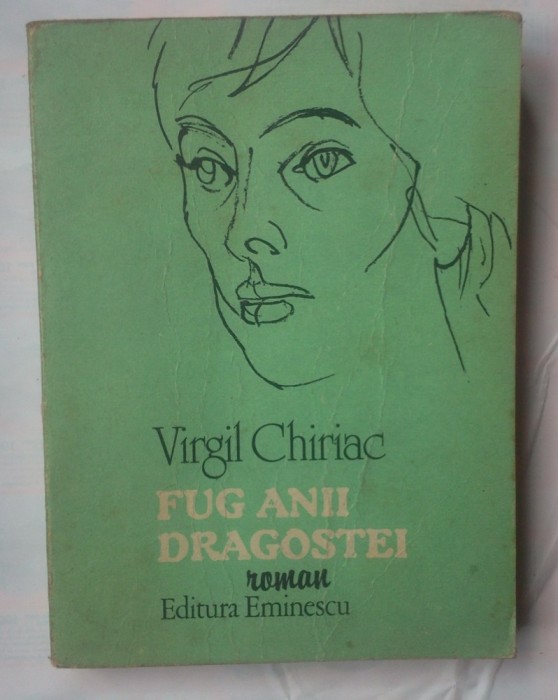 Virgil Chiriac
FUG ANII
DRAGOSTEI
roman
Editura Eminescu